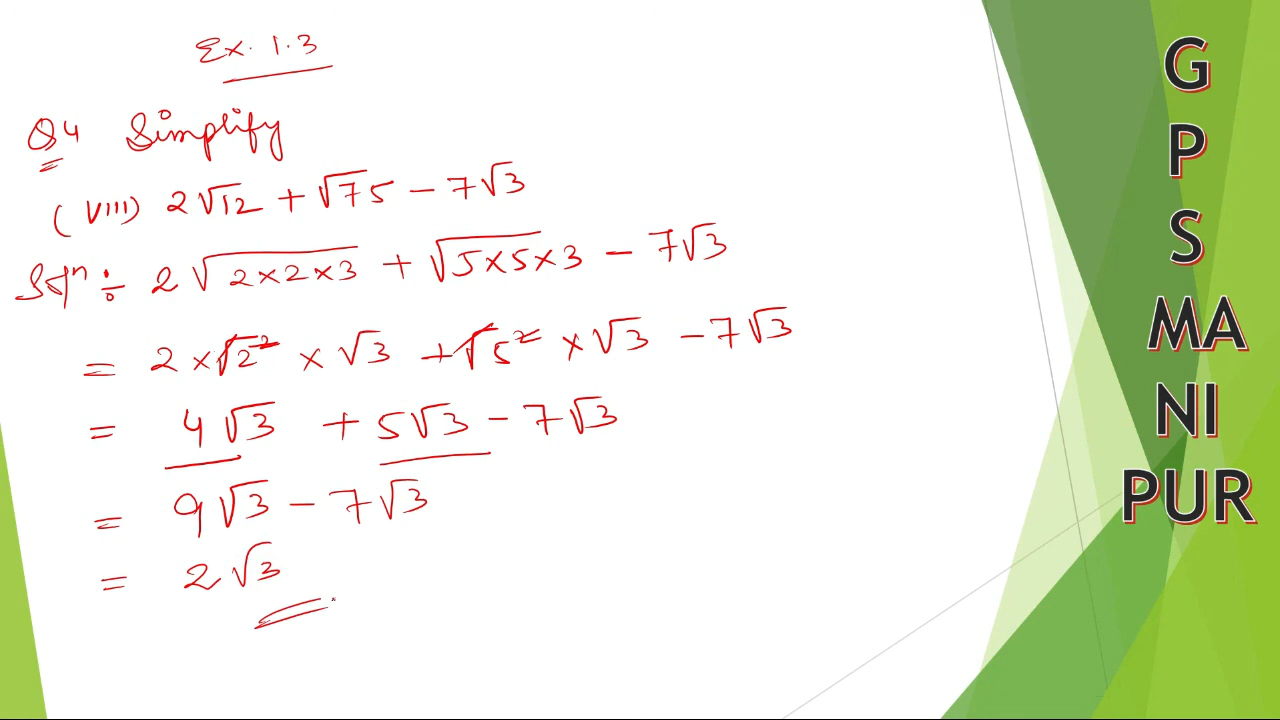 Ex. 1.3
Q4 Simplify
(VIII) 2√12 + √75 − 7√3
Solⁿ ÷ 2√2×2×3 + √5×5×3 − 7√3
= 2 × √2² × √3 + √5² × √3 − 7√3
= 4√3 + 5√3 − 7√3
= 9√3 − 7√3
= 2√3
G
P
S
MA
NI
PUR